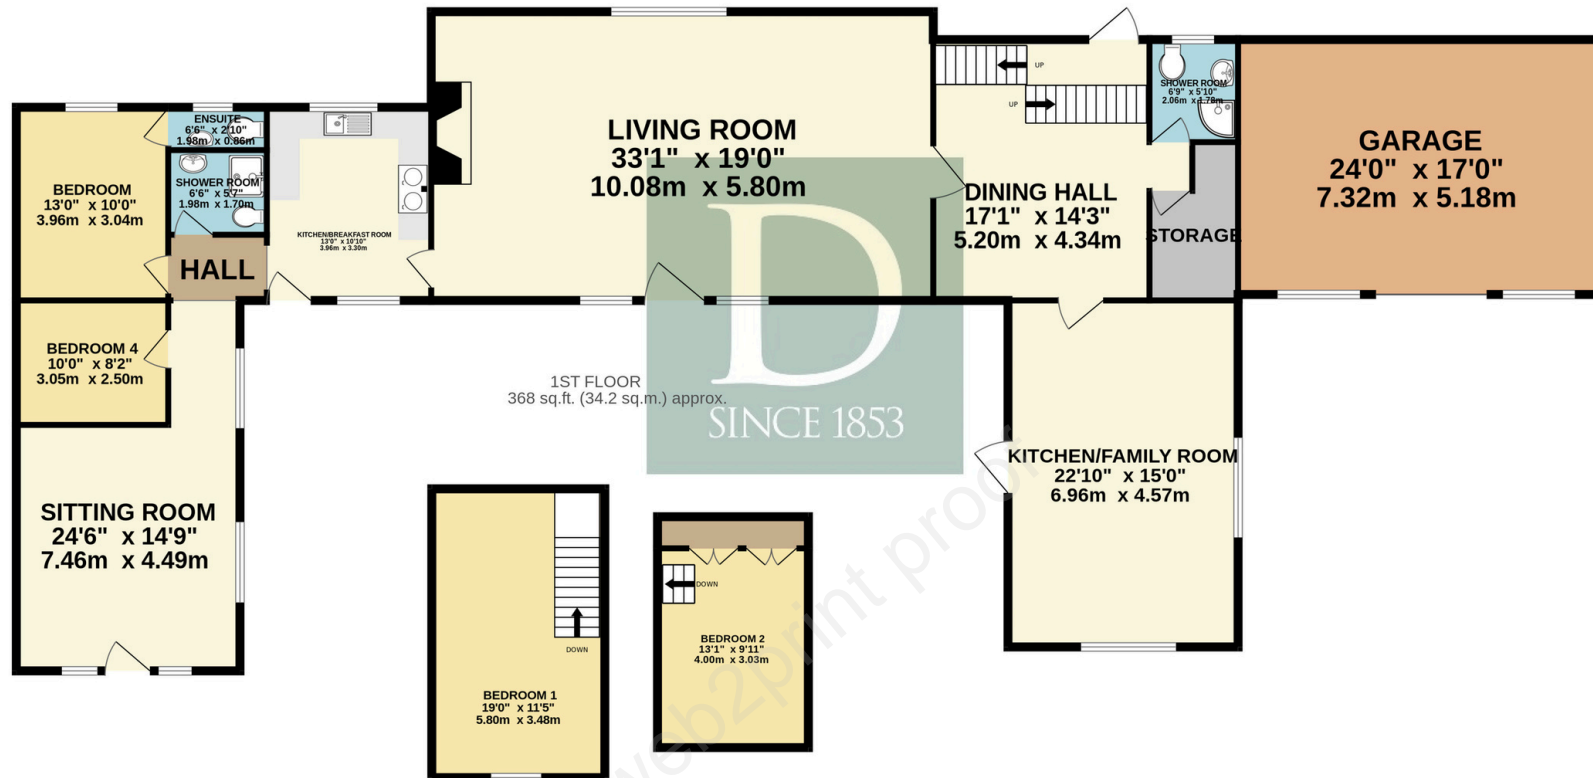 LIVING ROOM
33'1" x 19'0"
10.08m x 5.80m
UP
UP
SHOWER ROOM
6'9" x 5'10"
2.06m x 1.78m
GARAGE
24'0" x 17'0"
7.32m x 5.18m
ENSUITE
6'6" x 2'10"
1.98m x 0.86m
BEDROOM
13'0" x 10'0"
3.96m x 3.04m
SHOWER ROOM
6'6" x 5'7"
1.98m x 1.70m
KITCHEN/BREAKFAST ROOM
13'0" x 10'10"
3.96m x 3.30m
HALL
DINING HALL
17'1" x 14'3"
5.20m x 4.34m
STORAGE
BEDROOM 4
10'0" x 8'2"
3.05m x 2.50m
1ST FLOOR
368 sq.ft. (34.2 sq.m.) approx.
D
SINCE 1853
KITCHEN/FAMILY ROOM
22'10" x 15'0"
6.96m x 4.57m
SITTING ROOM
24'6" x 14'9"
7.46m x 4.49m
DOWN
BEDROOM 1
19'0" x 11'5"
5.80m x 3.48m
DOWN
BEDROOM 2
13'1" x 9'11"
4.00m x 3.03m
web2print proof